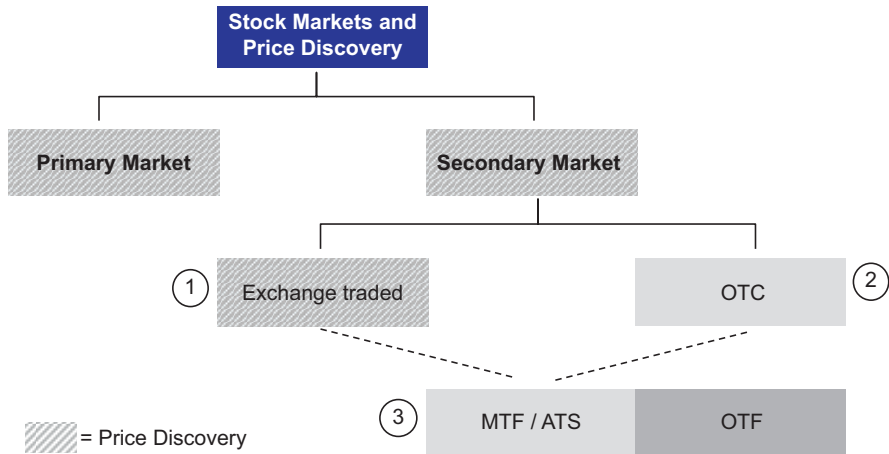 Stock Markets and
Price Discovery
Primary Market
Secondary Market
1
Exchange traded
OTC
2
3
MTF / ATS
OTF
= Price Discovery